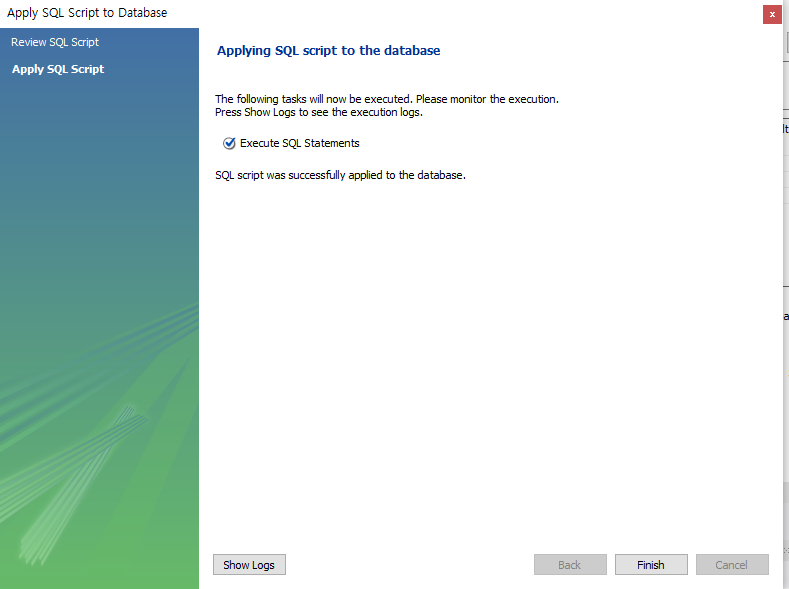 Apply SQL Script to Database
x
Review SQL Script
Apply SQL Script
Applying SQL script to the database
The following tasks will now be executed. Please monitor the execution.
Press Show Logs to see the execution logs.
Execute SQL Statements
SQL script was successfully applied to the database.
Show Logs
Back
Finish
Cancel